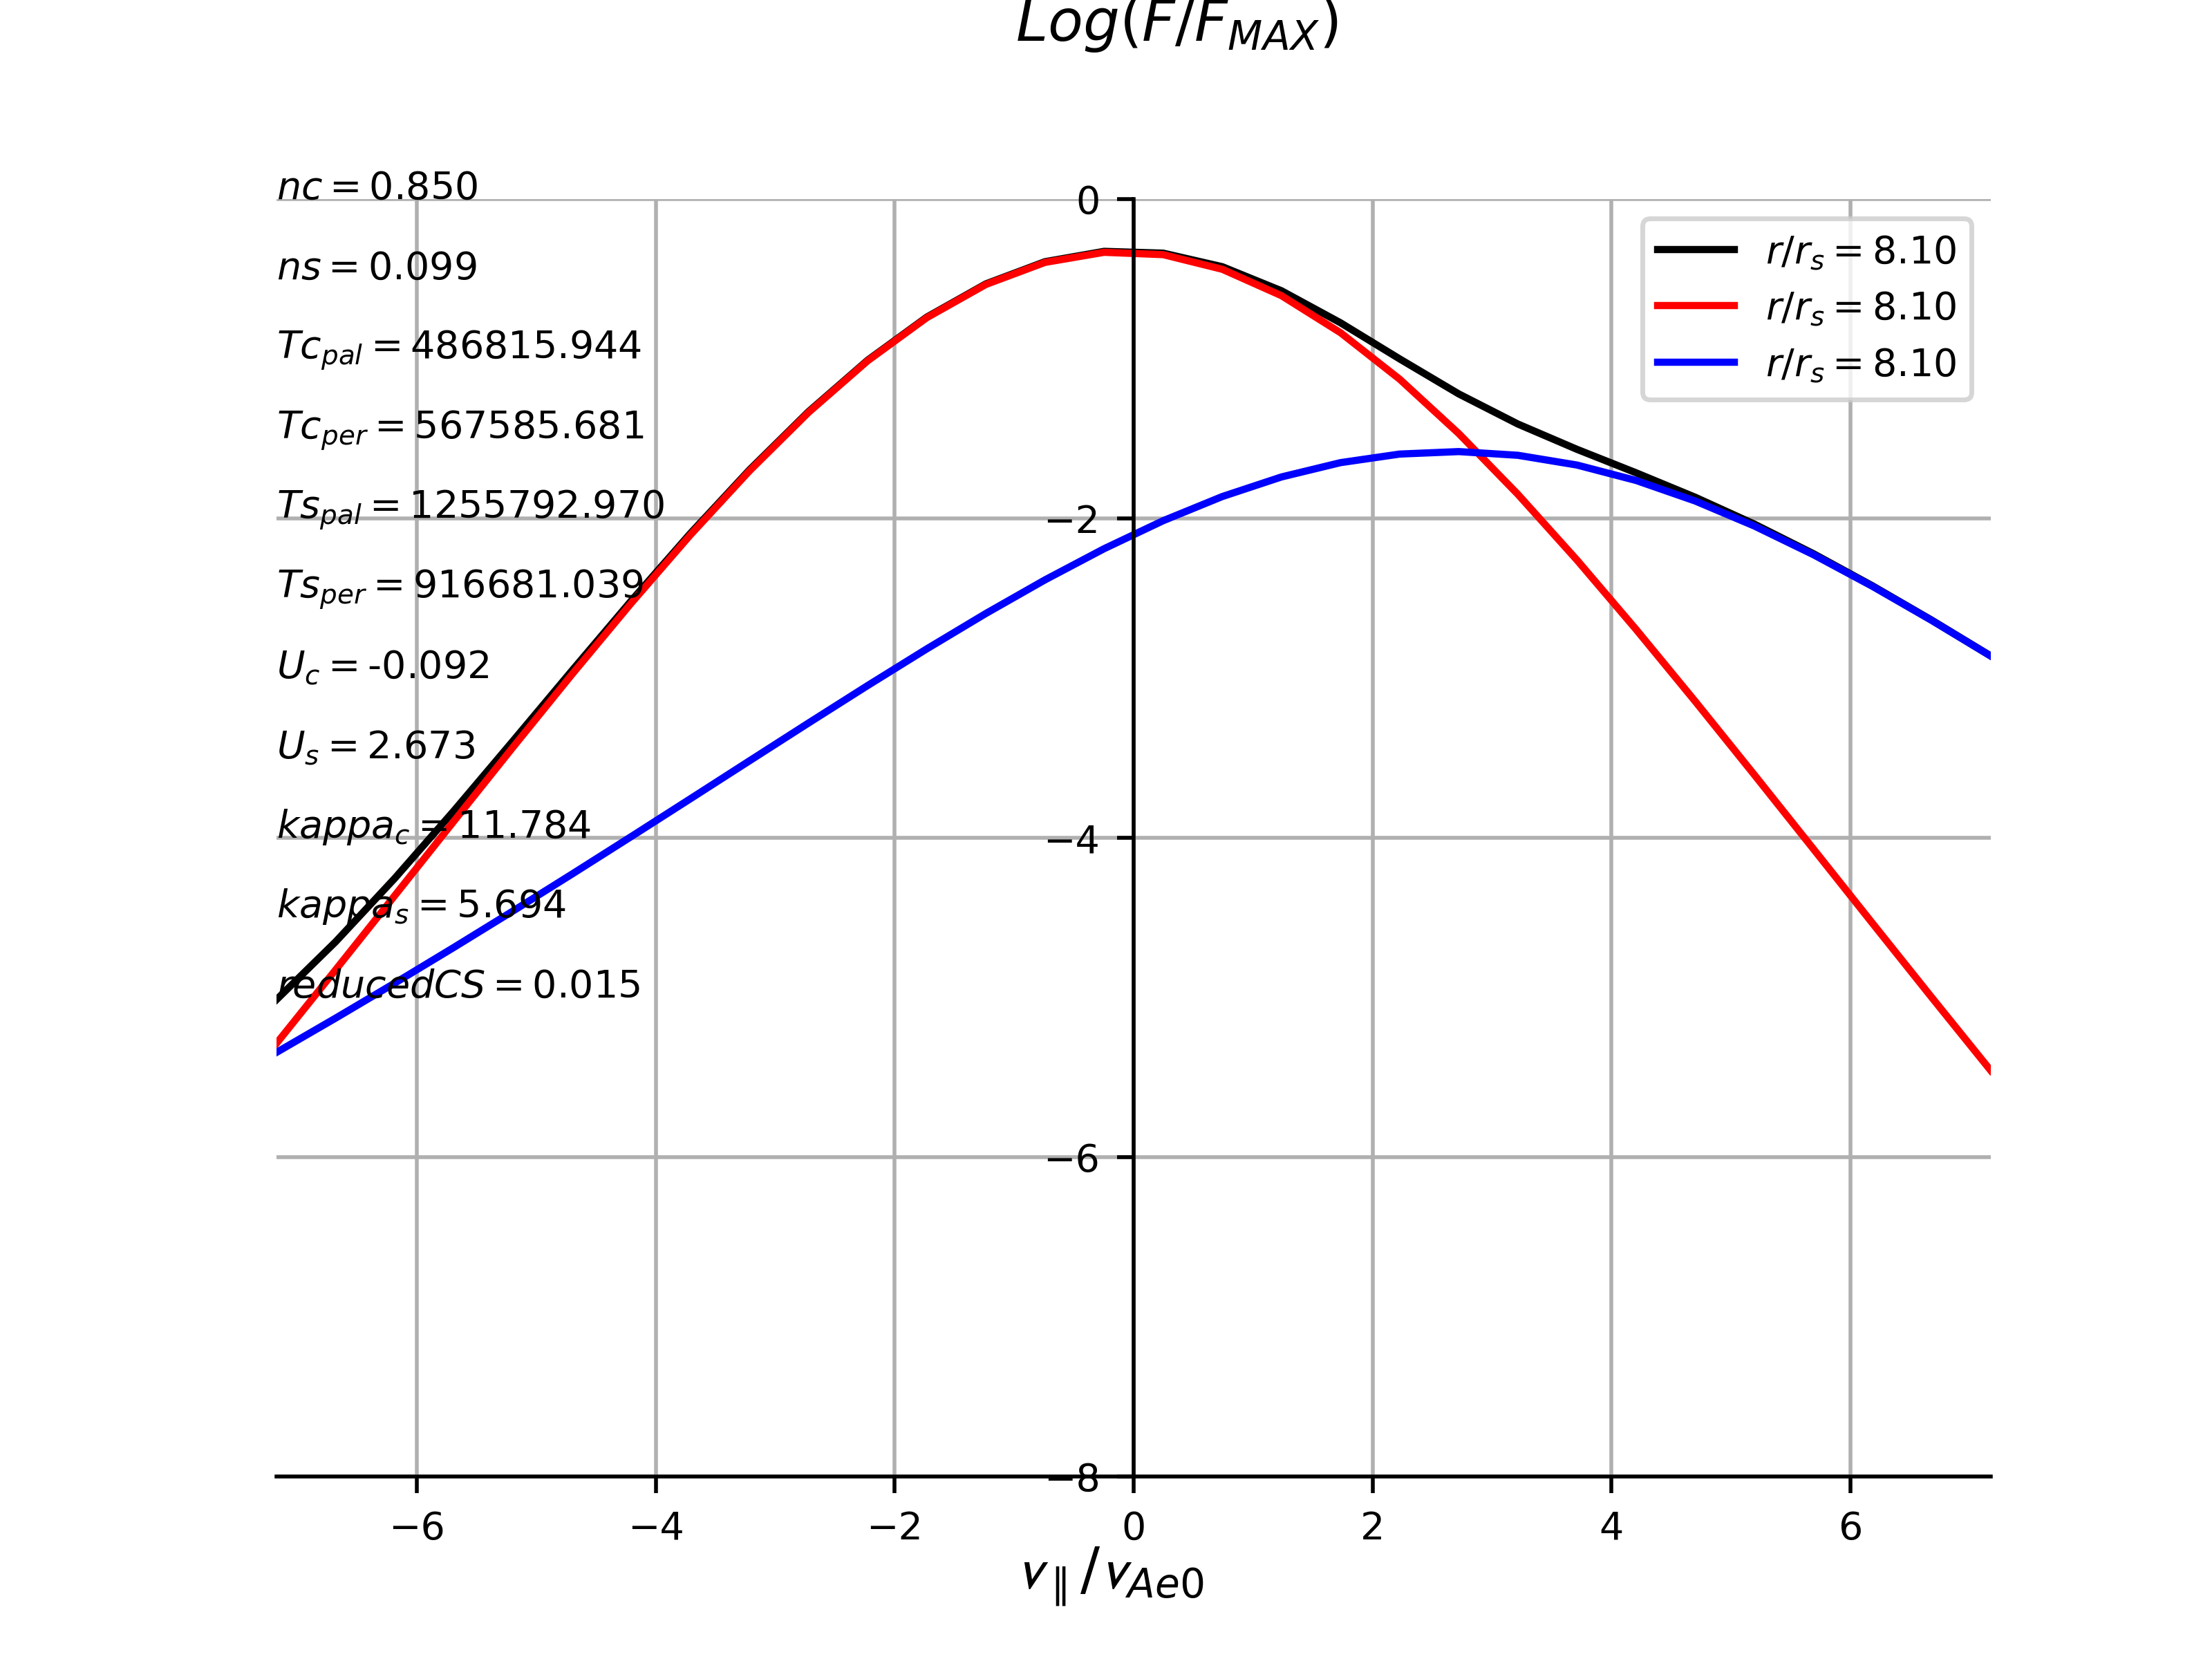 Log(F/F_MAX)
nc = 0.850
ns = 0.099
Tc_pal = 486815.944
Tc_per = 567585.681
Ts_pal = 1255792.970
Ts_per = 916681.039
U_c = -0.092
U_s = 2.673
kappa_c = 11.784
kappa_s = 5.694
reducedCS = 0.015
r/r_s = 8.10
r/r_s = 8.10
r/r_s = 8.10
0
−2
−4
−6
−8
−6 −4 −2 0 2 4 6
v_∥/v_Ae0